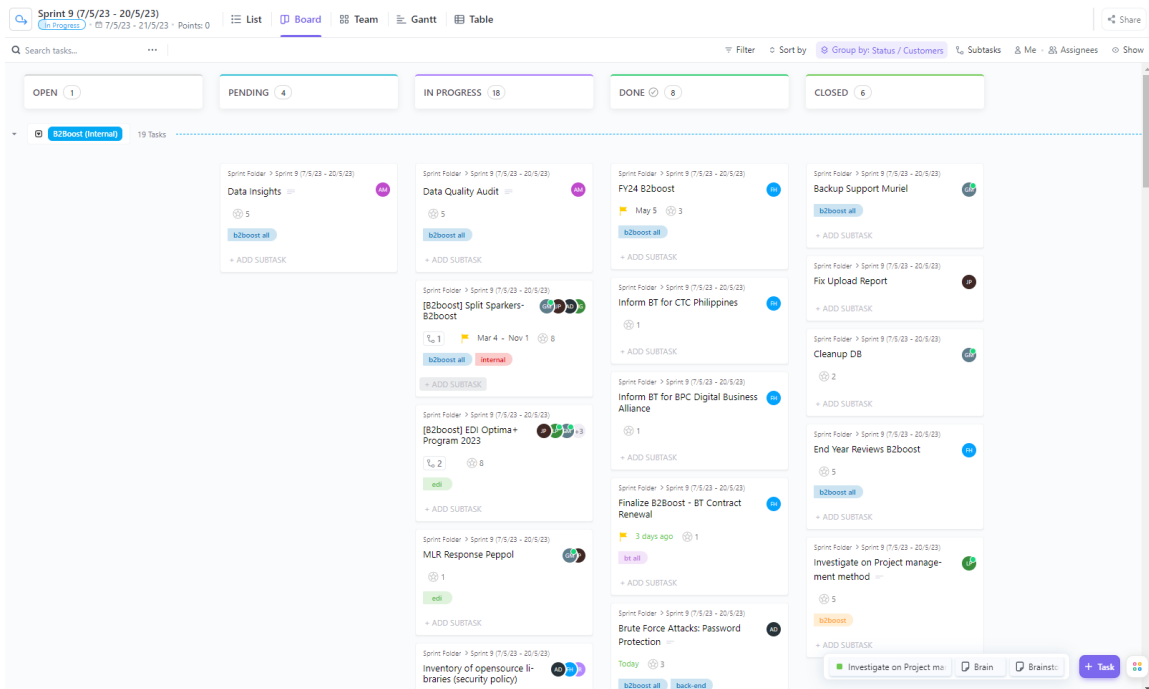 Sprint 9 (7/5/23 - 20/5/23)
In Progress · 7/5/23 - 21/5/23 · Points: 0
List
Board
Team
Gantt
Table
Share
Search tasks...
Filter
Sort by
Group by: Status / Customers
Subtasks
Me
Assignees
Show
OPEN 1
PENDING 4
IN PROGRESS 18
DONE 8
CLOSED 6
B2Boost (Internal) 19 Tasks
Sprint Folder > Sprint 9 (7/5/23 - 20/5/23)
Data Insights
AM
5
b2boost all
+ ADD SUBTASK
Sprint Folder > Sprint 9 (7/5/23 - 20/5/23)
Data Quality Audit
AM
5
b2boost all
+ ADD SUBTASK
Sprint Folder > Sprint 9 (7/5/23 - 20/5/23)
[B2boost] Split Sparkers-
B2boost
AD
1 Mar 4 - Nov 1 8
b2boost all internal
+ ADD SUBTASK
Sprint Folder > Sprint 9 (7/5/23 - 20/5/23)
[B2boost] EDI Optima+
Program 2023
JP +3
2 8
edi
+ ADD SUBTASK
Sprint Folder > Sprint 9 (7/5/23 - 20/5/23)
MLR Response Peppol
1
edi
+ ADD SUBTASK
Sprint Folder > Sprint 9 (7/5/23 - 20/5/23)
Inventory of opensource li-
braries (security policy)
AD FH
Sprint Folder > Sprint 9 (7/5/23 - 20/5/23)
FY24 B2boost
FH
May 5 3
b2boost all
+ ADD SUBTASK
Sprint Folder > Sprint 9 (7/5/23 - 20/5/23)
Inform BT for CTC Philippines
FH
1
+ ADD SUBTASK
Sprint Folder > Sprint 9 (7/5/23 - 20/5/23)
Inform BT for BPC Digital Business
Alliance
FH
1
+ ADD SUBTASK
Sprint Folder > Sprint 9 (7/5/23 - 20/5/23)
Finalize B2Boost - BT Contract
Renewal
FH
3 days ago 1
bt all
+ ADD SUBTASK
Sprint Folder > Sprint 9 (7/5/23 - 20/5/23)
Brute Force Attacks: Password
Protection
AD
Today 3
b2boost all back-end
Sprint Folder > Sprint 9 (7/5/23 - 20/5/23)
Backup Support Muriel
b2boost all
+ ADD SUBTASK
Sprint Folder > Sprint 9 (7/5/23 - 20/5/23)
Fix Upload Report
JP
+ ADD SUBTASK
Sprint Folder > Sprint 9 (7/5/23 - 20/5/23)
Cleanup DB
2
+ ADD SUBTASK
Sprint Folder > Sprint 9 (7/5/23 - 20/5/23)
End Year Reviews B2boost
FH
5
b2boost all
+ ADD SUBTASK
Sprint Folder > Sprint 9 (7/5/23 - 20/5/23)
Investigate on Project manage-
ment method
5
b2boost
+ ADD SUBTASK
Investigate on Project ma
Brain
Brainstc
+ Task